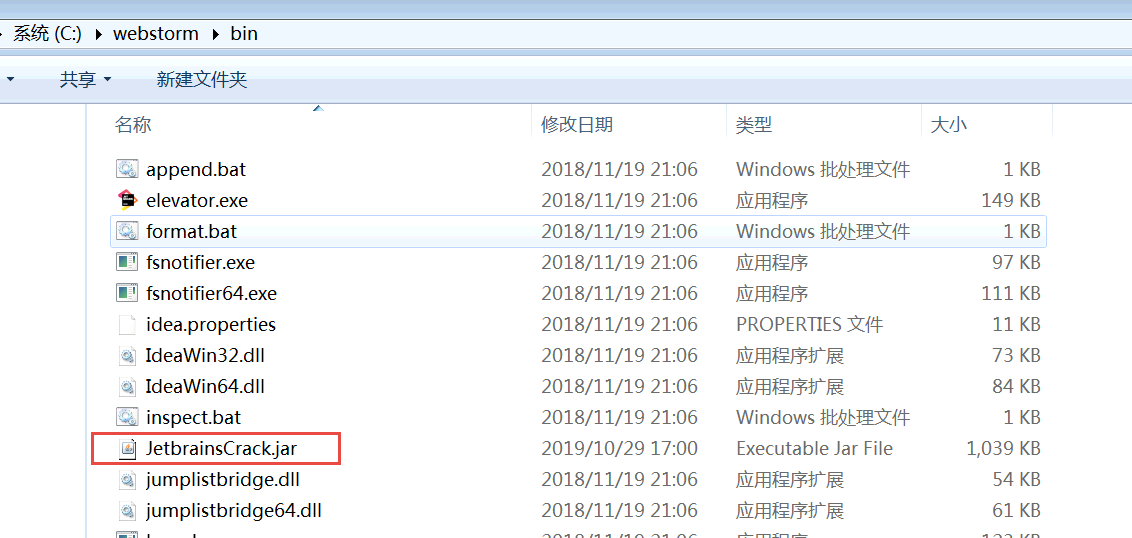 系统 (C:) webstorm bin
共享 新建文件夹
名称 修改日期 类型 大小
append.bat 2018/11/19 21:06 Windows 批处理文件 1 KB
elevator.exe 2018/11/19 21:06 应用程序 149 KB
format.bat 2018/11/19 21:06 Windows 批处理文件 1 KB
fsnotifier.exe 2018/11/19 21:06 应用程序 97 KB
fsnotifier64.exe 2018/11/19 21:06 应用程序 111 KB
idea.properties 2018/11/19 21:06 PROPERTIES 文件 11 KB
IdeaWin32.dll 2018/11/19 21:06 应用程序扩展 73 KB
IdeaWin64.dll 2018/11/19 21:06 应用程序扩展 84 KB
inspect.bat 2018/11/19 21:06 Windows 批处理文件 1 KB
JetbrainsCrack.jar 2019/10/29 17:00 Executable Jar File 1,039 KB
jumplistbridge.dll 2018/11/19 21:06 应用程序扩展 54 KB
jumplistbridge64.dll 2018/11/19 21:06 应用程序扩展 61 KB